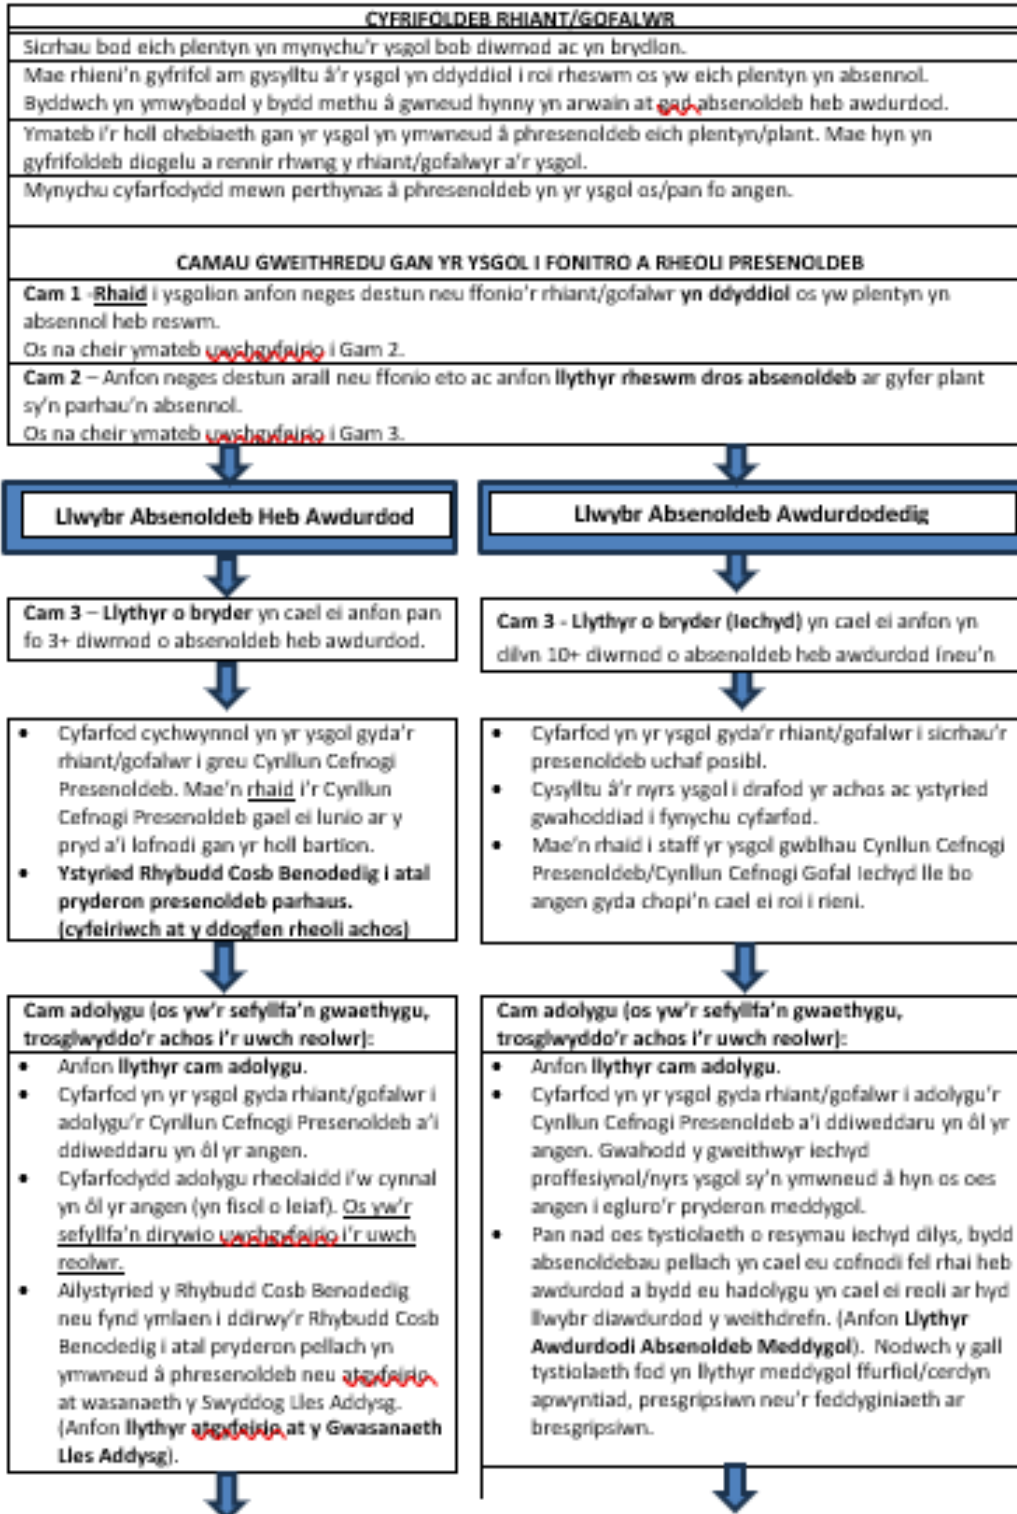 CYFRIFOLDEB RHIANT/GOFALWR
Sicrhau bod eich plentyn yn mynychu'r ysgol bob diwrnod ac yn brydlon.
Mae rhieni'n gyfrifol am gysylltu â'r ysgol yn ddyddiol i roi rheswm os yw eich plentyn yn absennol.
Byddwch yn ymwybodol y bydd methu â gwneud hynny yn arwain at god absenoldeb heb awdurdod.
Ymateb i'r holl ohebiaeth gan yr ysgol yn ymwneud â phresenoldeb eich plentyn/plant. Mae hyn yn
gyfrifoldeb diogelu a rennir rhwng y rhiant/gofalwyr a'r ysgol.
Mynychu cyfarfodydd mewn perthynas â phresenoldeb yn yr ysgol os/pan fo angen.
CAMAU GWEITHREDU GAN YR YSGOL I FONITRO A RHEOLI PRESENOLDEB
Cam 1 -Rhaid i ysgolion anfon neges destun neu ffonio'r rhiant/gofalwr yn ddyddiol os yw plentyn yn
absennol heb reswm.
Os na cheir ymateb uwchgyfeirio i Gam 2.
Cam 2 – Anfon neges destun arall neu ffonio eto ac anfon llythyr rheswm dros absenoldeb ar gyfer plant
sy'n parhau'n absennol.
Os na cheir ymateb uwchgyfeirio i Gam 3.
Llwybr Absenoldeb Heb Awdurdod
Cam 3 – Llythyr o bryder yn cael ei anfon pan
fo 3+ diwrnod o absenoldeb heb awdurdod.
• Cyfarfod cychwynnol yn yr ysgol gyda'r
rhiant/gofalwr i greu Cynllun Cefnogi
Presenoldeb. Mae'n rhaid i'r Cynllun
Cefnogi Presenoldeb gael ei lunio ar y
pryd a'i lofnodi gan yr holl bartïon.
• Ystyried Rhybudd Cosb Benodedig i atal
pryderon presenoldeb parhaus.
(cyfeiriwch at y ddogfen rheoli achos)
Cam adolygu (os yw'r sefyllfa'n gwaethygu,
trosglwyddo'r achos i'r uwch reolwr):
• Anfon llythyr cam adolygu.
• Cyfarfod yn yr ysgol gyda rhiant/gofalwr i
adolygu'r Cynllun Cefnogi Presenoldeb a'i
ddiweddaru yn ôl yr angen.
• Cyfarfodydd adolygu rheolaidd i'w cynnal
yn ôl yr angen (yn fisol o leiaf). Os yw'r
sefyllfa'n dirywio uwchgyfeirio i'r uwch
reolwr.
• Ailystyried y Rhybudd Cosb Benodedig
neu fynd ymlaen i ddirwy'r Rhybudd Cosb
Benodedig i atal pryderon pellach yn
ymwneud â phresenoldeb neu atgyfeirio
at wasanaeth y Swyddog Lles Addysg.
(Anfon llythyr atgyfeirio at y Gwasanaeth
Lles Addysg).
Llwybr Absenoldeb Awdurdodedig
Cam 3 - Llythyr o bryder (Iechyd) yn cael ei anfon yn
dilyn 10+ diwrnod o absenoldeb heb awdurdod (neu'n
• Cyfarfod yn yr ysgol gyda'r rhiant/gofalwr i sicrhau'r
presenoldeb uchaf posibl.
• Cysylltu â'r nyrs ysgol i drafod yr achos ac ystyried
gwahoddiad i fynychu cyfarfod.
• Mae'n rhaid i staff yr ysgol gwblhau Cynllun Cefnogi
Presenoldeb/Cynllun Cefnogi Gofal Iechyd lle bo
angen gyda chopi'n cael ei roi i rieni.
Cam adolygu (os yw'r sefyllfa'n gwaethygu,
trosglwyddo'r achos i'r uwch reolwr):
• Anfon llythyr cam adolygu.
• Cyfarfod yn yr ysgol gyda rhiant/gofalwr i adolygu'r
Cynllun Cefnogi Presenoldeb a'i ddiweddaru yn ôl yr
angen. Gwahodd y gweithwyr iechyd
proffesiynol/nyrs ysgol sy'n ymwneud â hyn os oes
angen i egluro'r pryderon meddygol.
• Pan nad oes tystiolaeth o resymau iechyd dilys, bydd
absenoldebau pellach yn cael eu cofnodi fel rhai heb
awdurdod a bydd eu hadolygu yn cael ei reoli ar hyd
llwybr diawdurdod y weithdrefn. (Anfon Llythyr
Awdurdodi Absenoldeb Meddygol). Nodwch y gall
tystiolaeth fod yn llythyr meddygol ffurfiol/cerdyn
apwyntiad, presgripsiwn neu'r feddyginiaeth ar
bresgripsiwn.